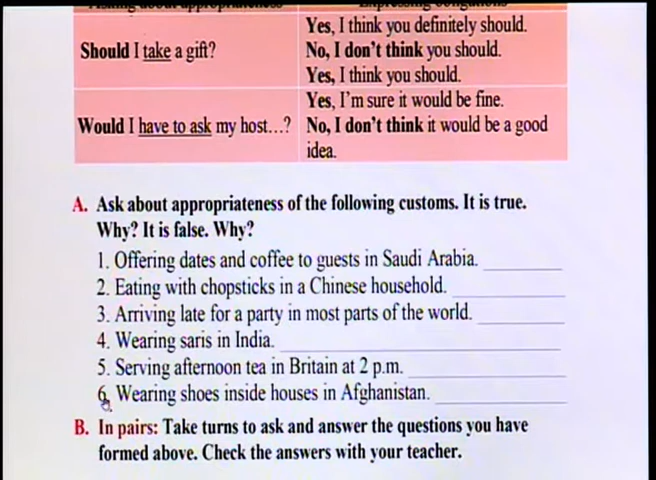 Asking about appropriateness
Expressing obligations
Should I take a gift?
Yes, I think you definitely should.
No, I don't think you should.
Yes, I think you should.
Would I have to ask my host...?
Yes, I'm sure it would be fine.
No, I don't think it would be a good
idea.
A. Ask about appropriateness of the following customs. It is true.
Why? It is false. Why?
1. Offering dates and coffee to guests in Saudi Arabia.
2. Eating with chopsticks in a Chinese household.
3. Arriving late for a party in most parts of the world.
4. Wearing saris in India.
5. Serving afternoon tea in Britain at 2 p.m.
6. Wearing shoes inside houses in Afghanistan.
B. In pairs: Take turns to ask and answer the questions you have
formed above. Check the answers with your teacher.